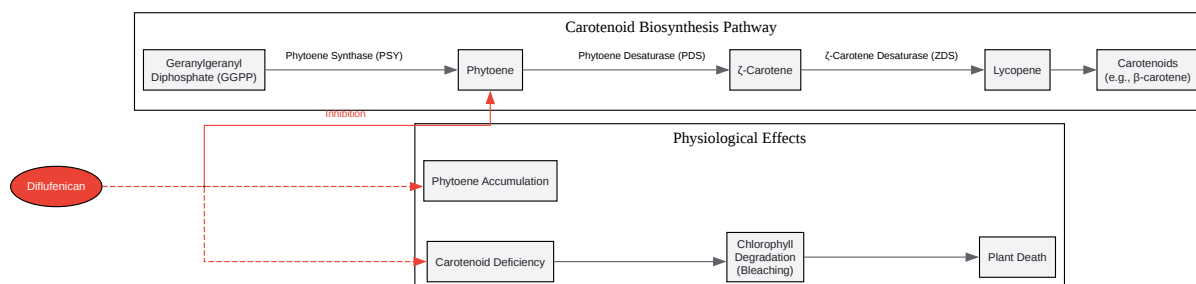 Carotenoid Biosynthesis Pathway
Geranylgeranyl
Diphosphate (GGPP)
Phytoene Synthase (PSY)
Phytoene
Phytoene Desaturase (PDS)
ζ-Carotene
ζ-Carotene Desaturase (ZDS)
Lycopene
Carotenoids
(e.g., β-carotene)
Inhibition
Physiological Effects
Diflufenican
Phytoene Accumulation
Carotenoid Deficiency
Chlorophyll
Degradation
(Bleaching)
Plant Death